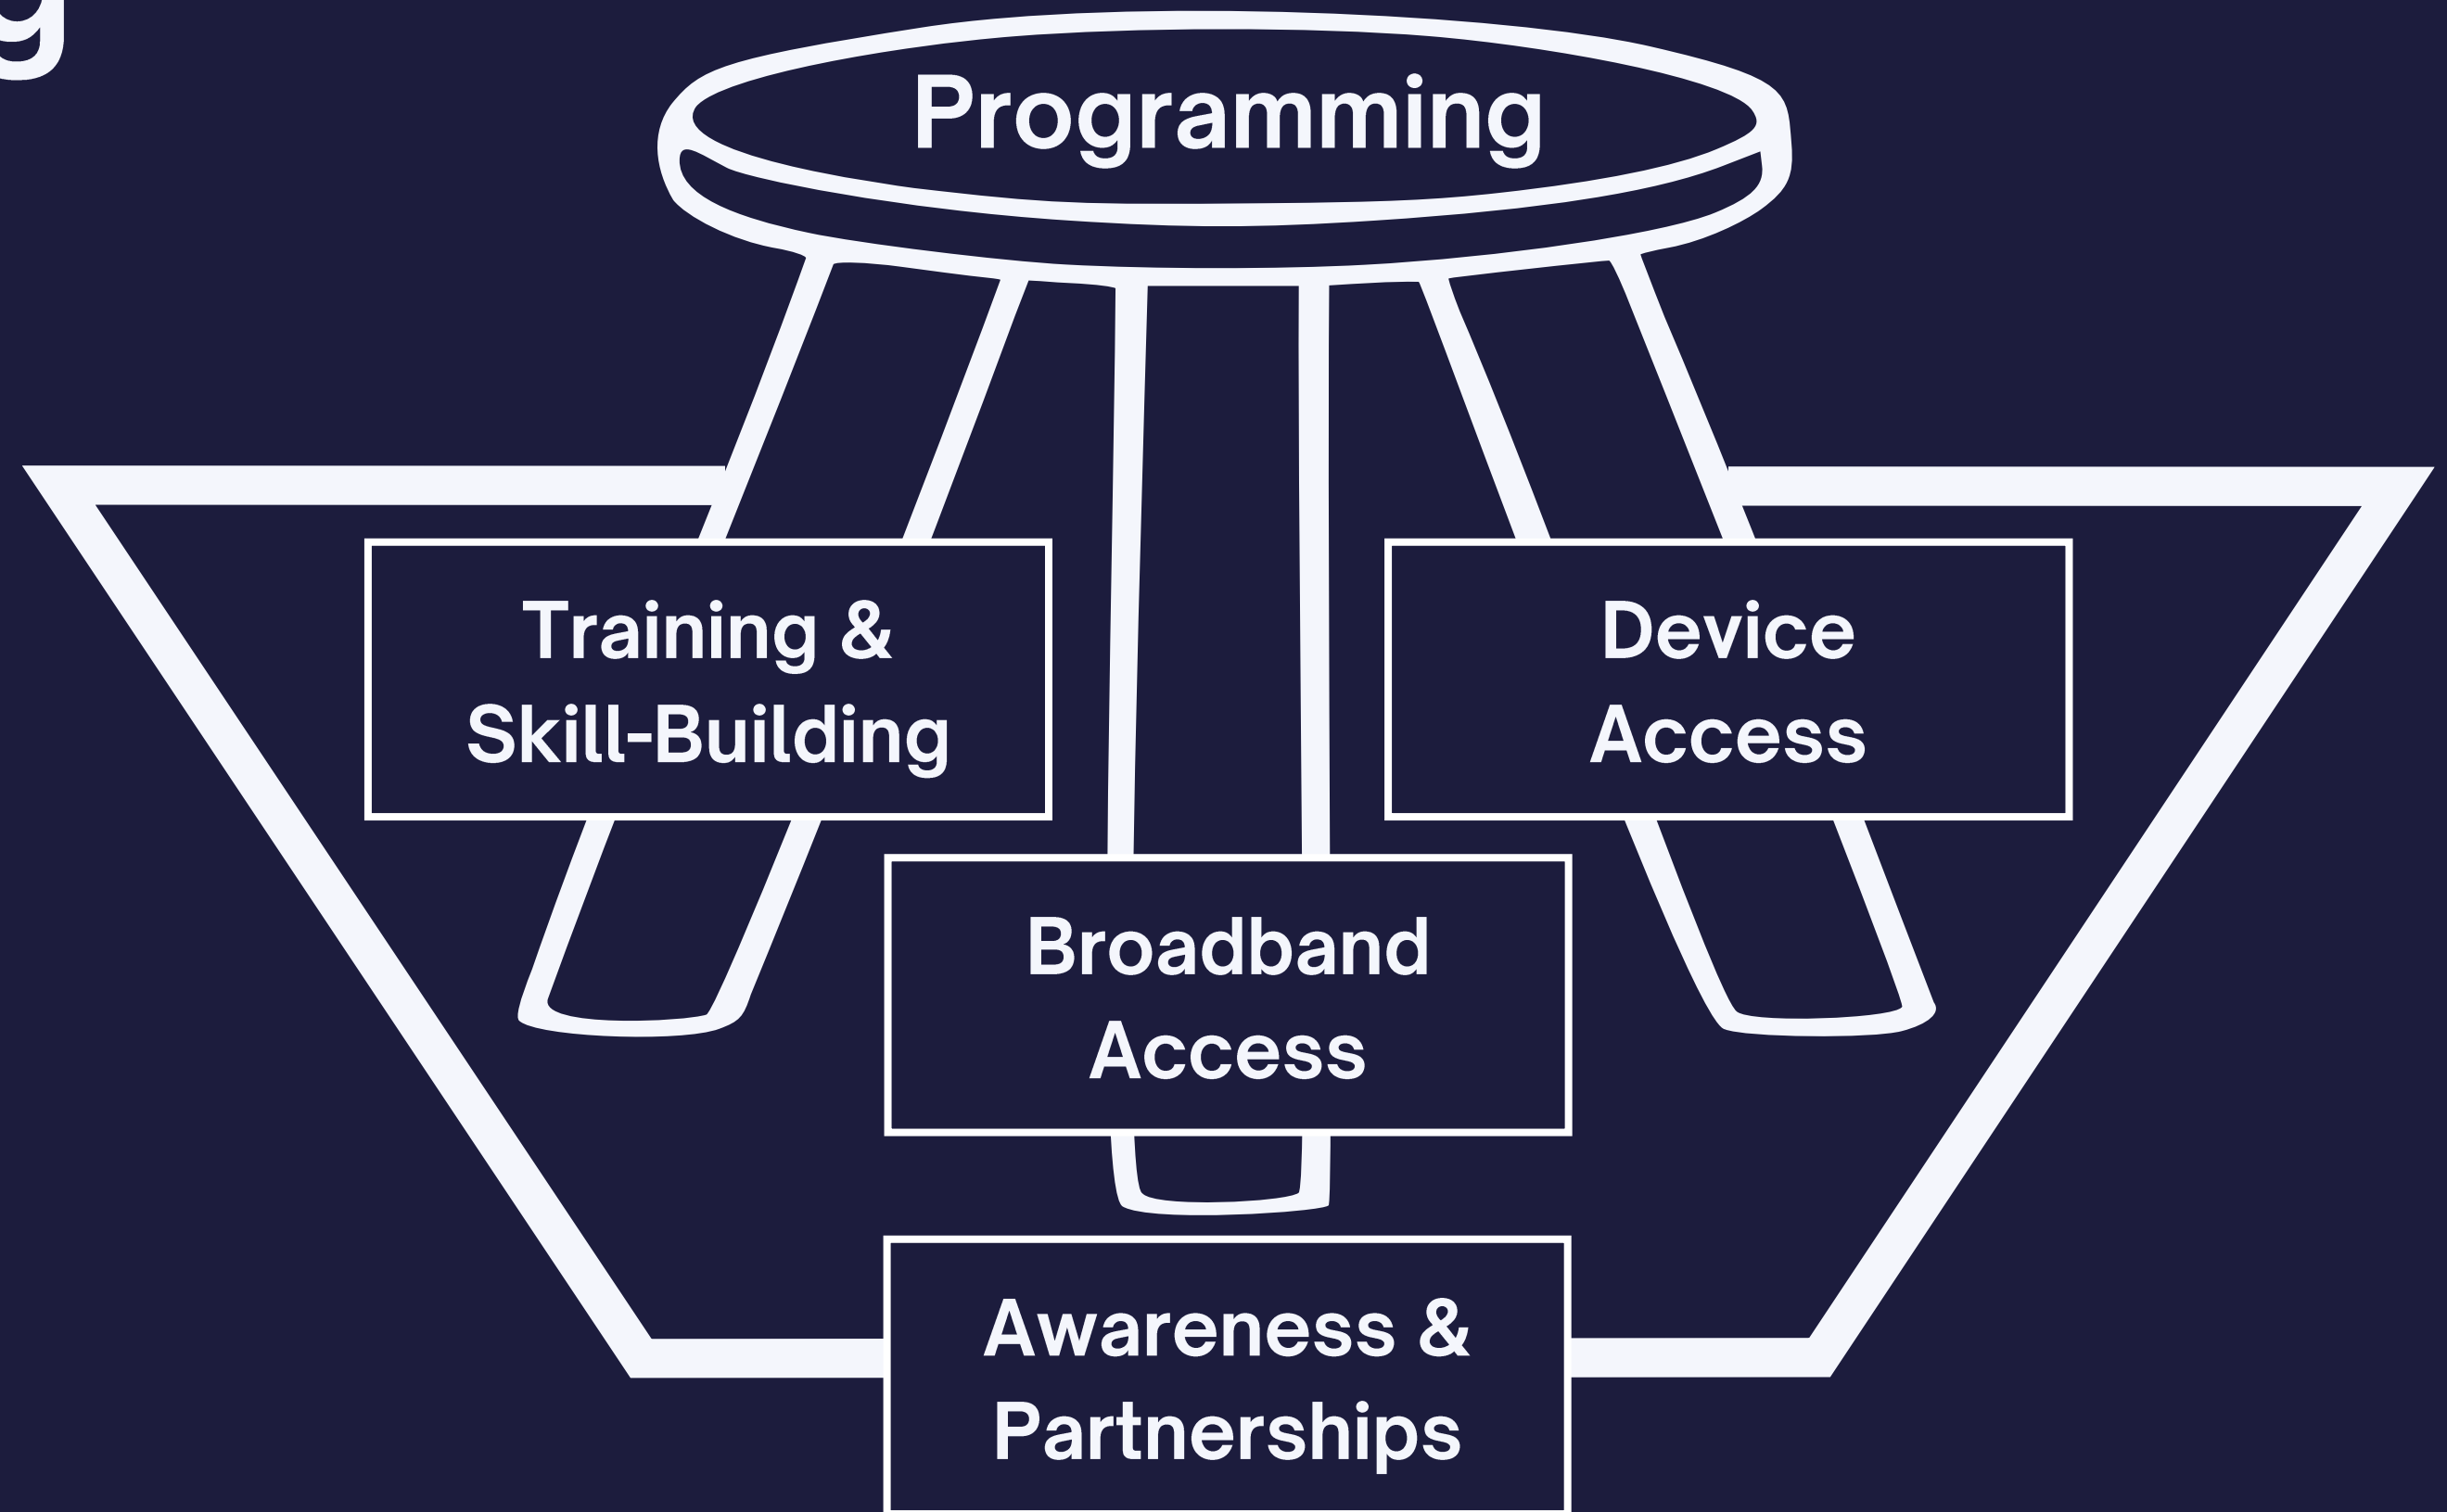 g
Programming
Training &
Skill-Building
Device
Access
Broadband
Access
Awareness &
Partnerships